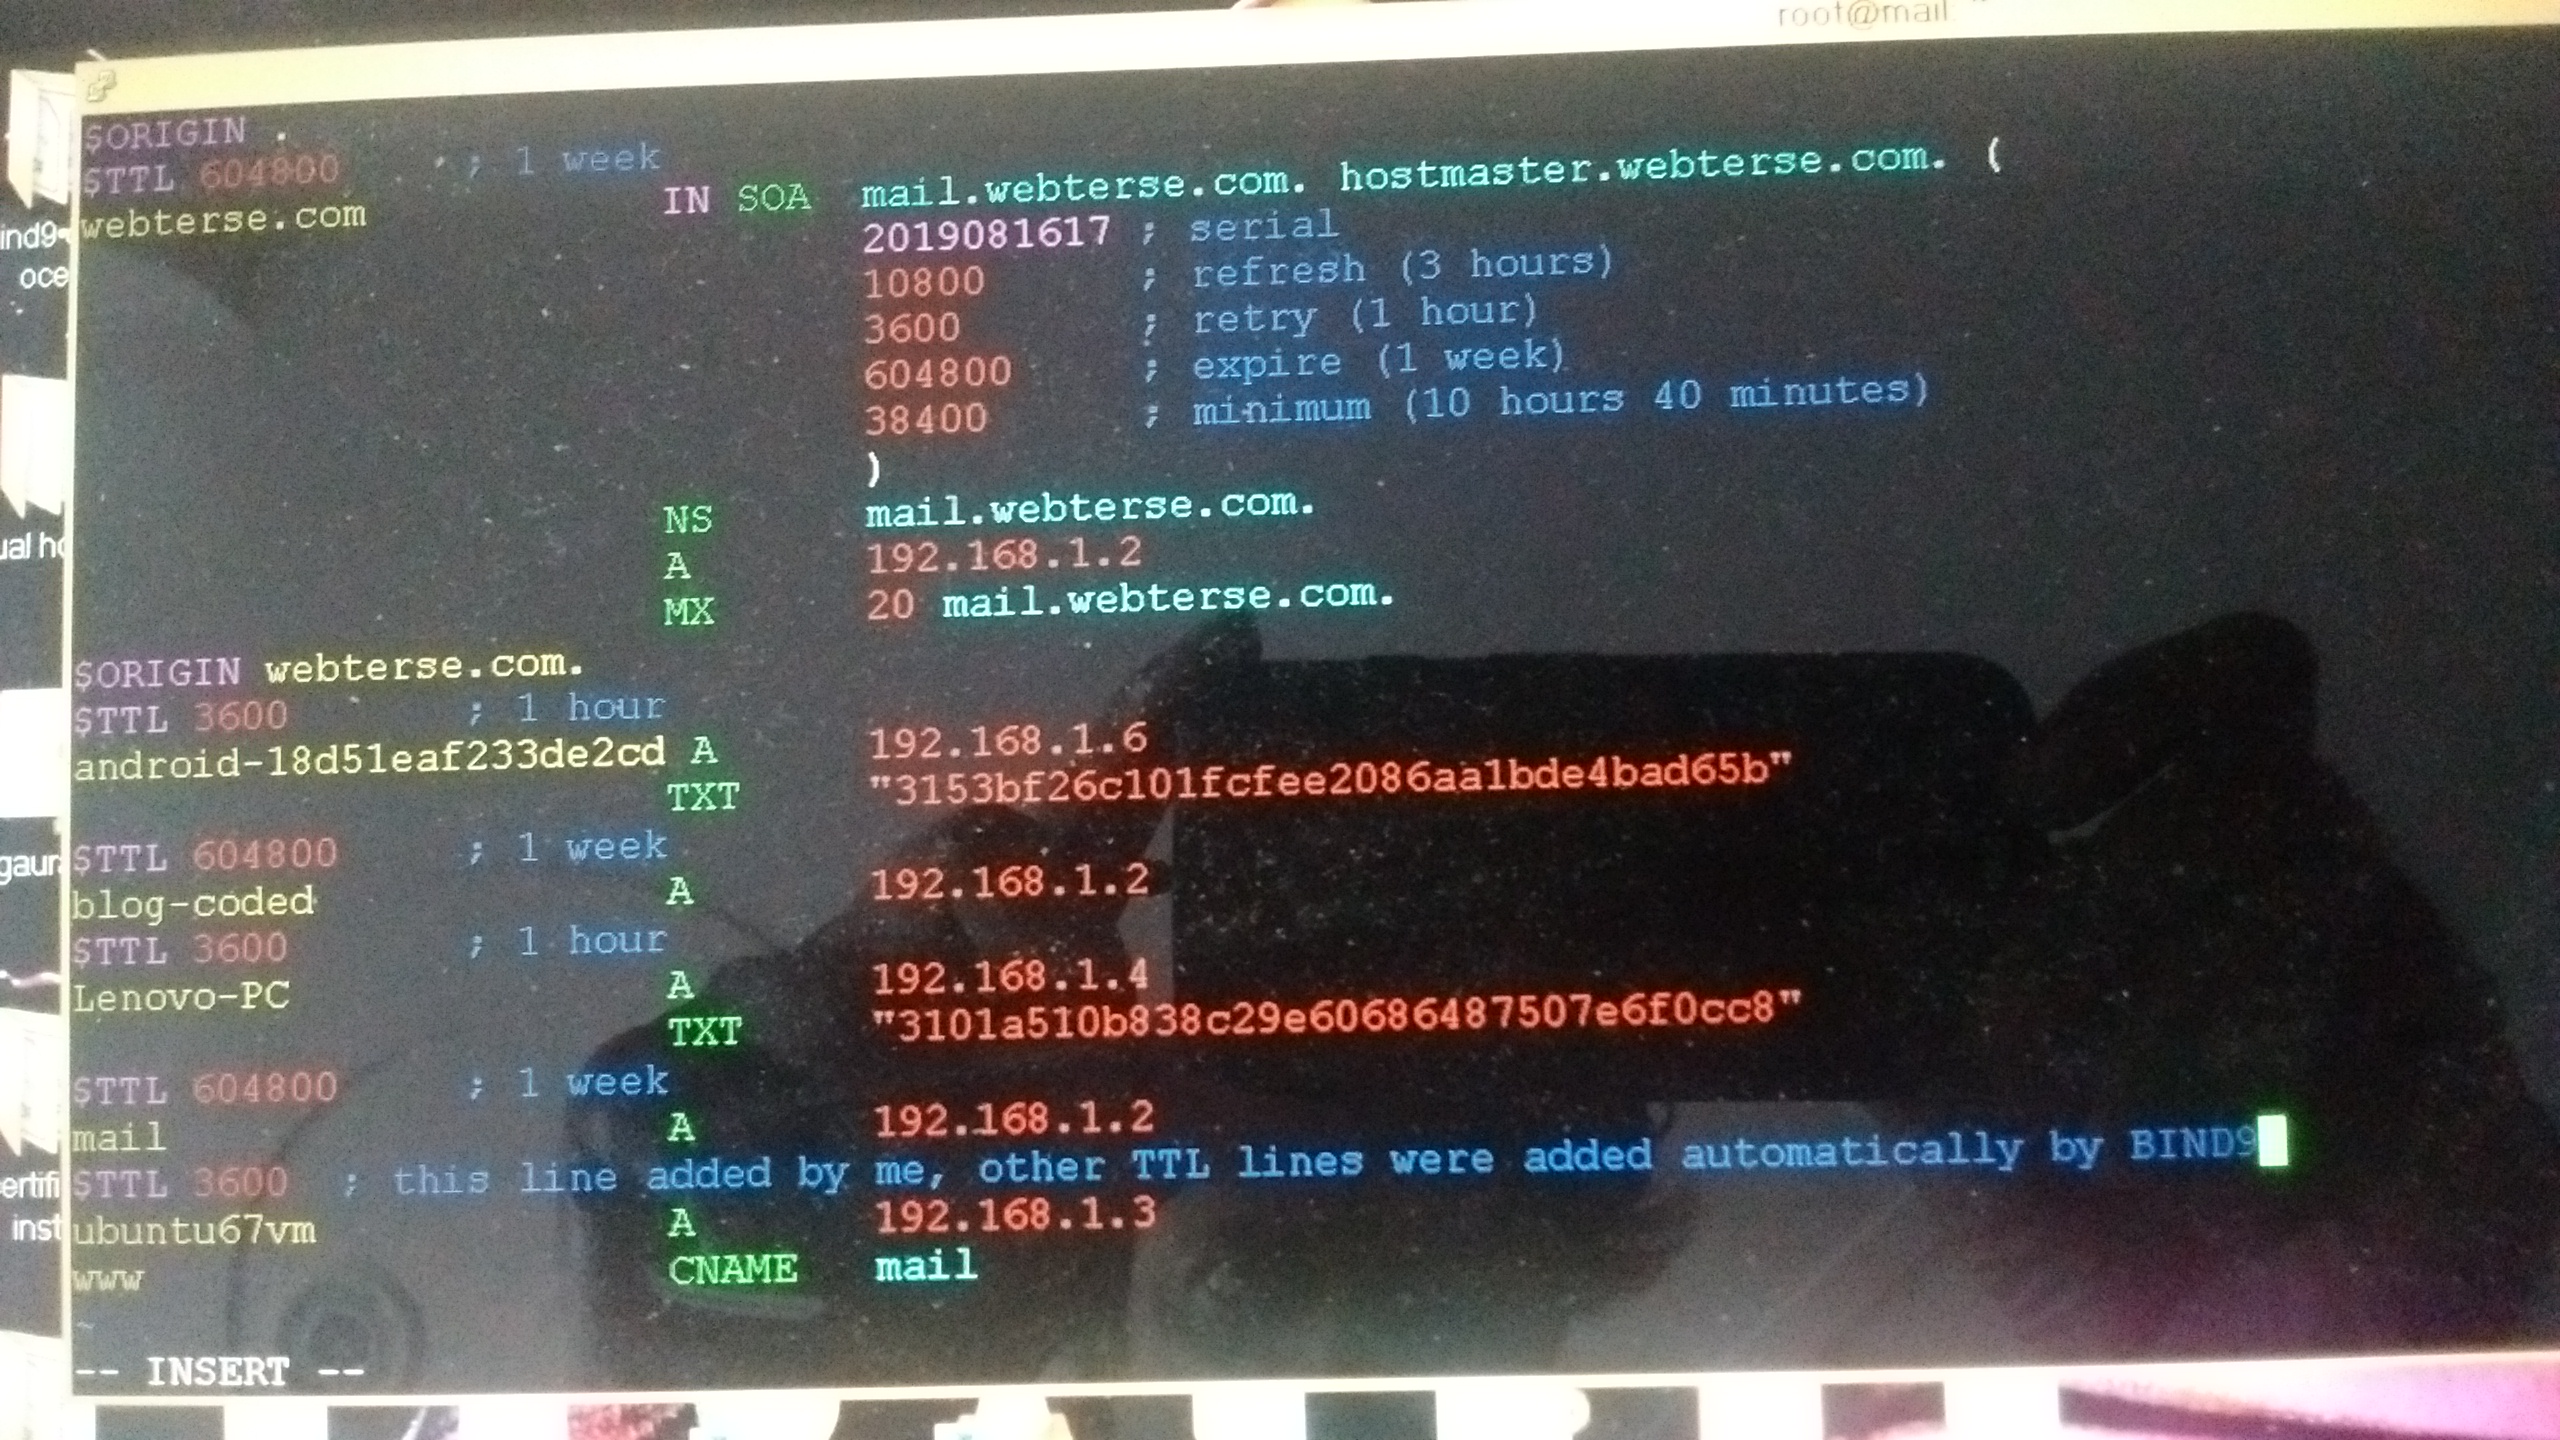 root@mail: ~
$ORIGIN .
$TTL 604800 ; 1 week
webterse.com IN SOA mail.webterse.com. hostmaster.webterse.com. (
2019081617 ; serial
10800 ; refresh (3 hours)
3600 ; retry (1 hour)
604800 ; expire (1 week)
38400 ; minimum (10 hours 40 minutes)
)
NS mail.webterse.com.
A 192.168.1.2
MX 20 mail.webterse.com.
$ORIGIN webterse.com.
$TTL 3600 ; 1 hour
android-18d51eaf233de2cd A 192.168.1.6
TXT "3153bf26c101fcfee2086aa1bde4bad65b"
$TTL 604800 ; 1 week
blog-coded A 192.168.1.2
$TTL 3600 ; 1 hour
Lenovo-PC A 192.168.1.4
TXT "3101a510b838c29e60686487507e6f0cc8"
$TTL 604800 ; 1 week
mail A 192.168.1.2
$TTL 3600 ; this line added by me, other TTL lines were added automatically by BIND9
ubuntu67vm A 192.168.1.3
www CNAME mail
~
-- INSERT --